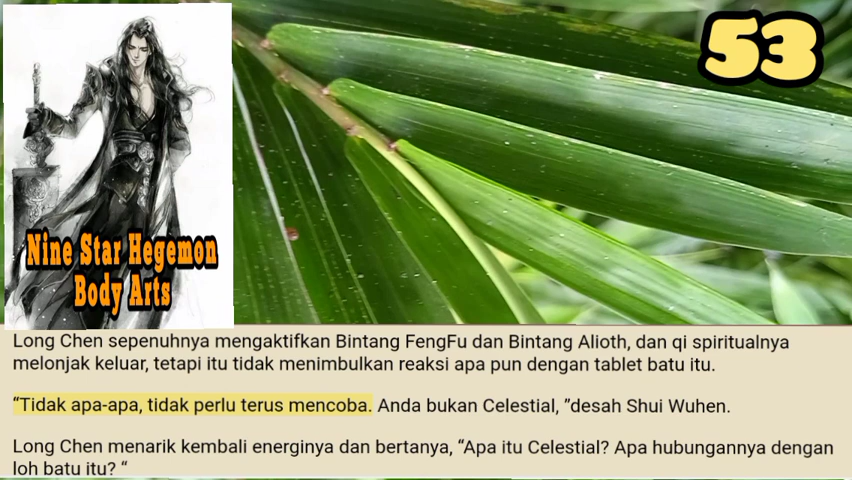 53
Nine Star Hegemon
Body Arts
Long Chen sepenuhnya mengaktifkan Bintang FengFu dan Bintang Alioth, dan qi spiritualnya
melonjak keluar, tetapi itu tidak menimbulkan reaksi apa pun dengan tablet batu itu.
“Tidak apa-apa, tidak perlu terus mencoba. Anda bukan Celestial, ”desah Shui Wuhen.
Long Chen menarik kembali energinya dan bertanya, “Apa itu Celestial? Apa hubungannya dengan
loh batu itu? “